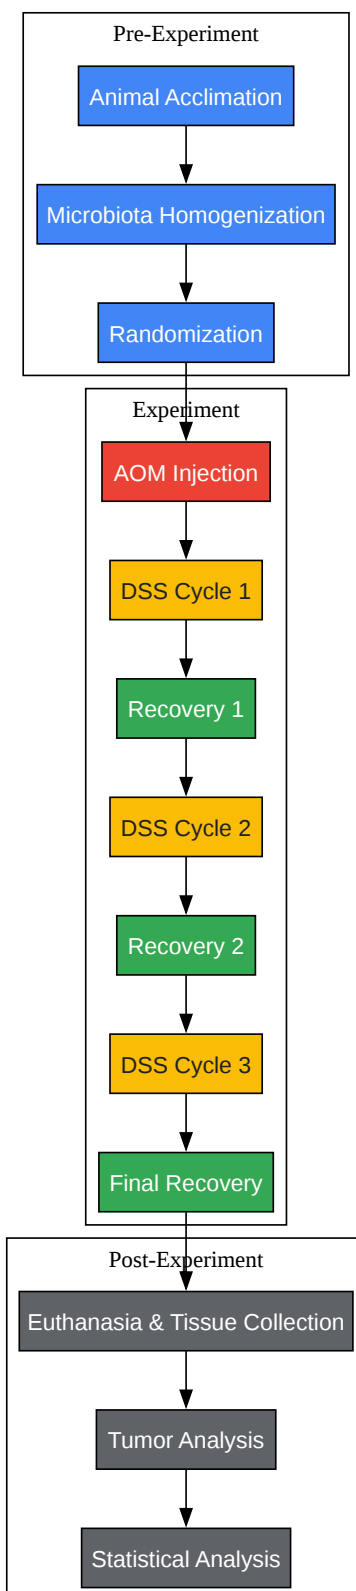 Pre-Experiment
Animal Acclimation
Microbiota Homogenization
Randomization
Experiment
AOM Injection
DSS Cycle 1
Recovery 1
DSS Cycle 2
Recovery 2
DSS Cycle 3
Final Recovery
Post-Experiment
Euthanasia & Tissue Collection
Tumor Analysis
Statistical Analysis